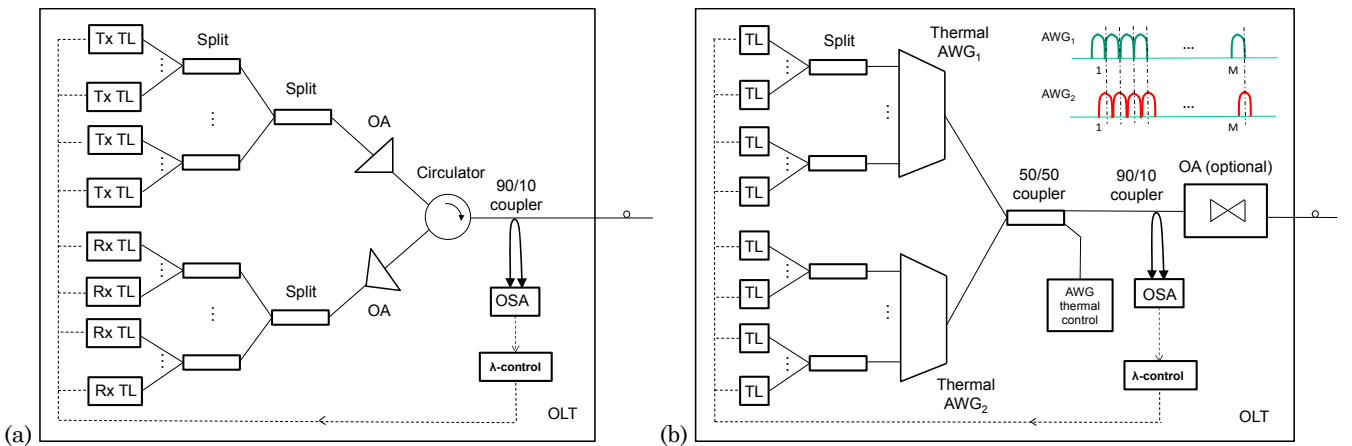 (a)
Tx TL
Tx TL
Tx TL
Tx TL
⋮
⋮
Split
...
Split
OA
Circulator
90/10
coupler
Rx TL
Rx TL
Rx TL
Rx TL
⋮
⋮
...
Split
OA
OSA
λ-control
OLT
(b)
TL
TL
TL
TL
⋮
⋮
Split
⋮
Thermal
AWG1
AWG1
1
...
M
AWG2
1
...
M
50/50
coupler
90/10
coupler
OA (optional)
TL
TL
TL
TL
⋮
⋮
⋮
Thermal
AWG2
AWG
thermal
control
OSA
λ-control
OLT